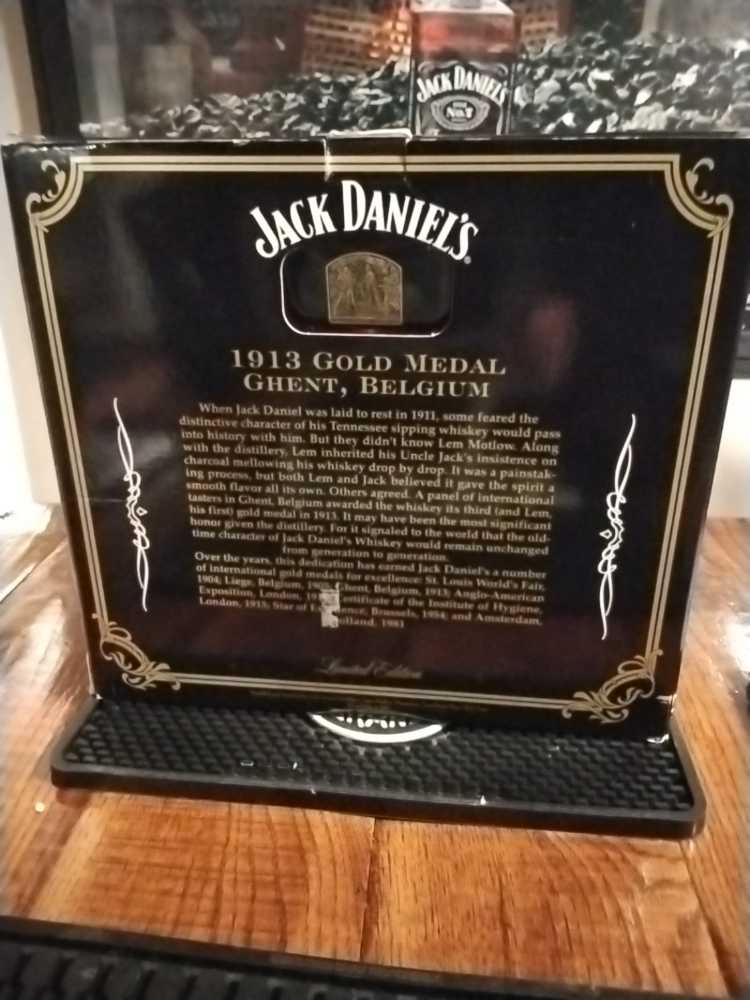 JACK DANIEL'S
No. 7
JACK DANIEL'S
1913 GOLD MEDAL
GHENT, BELGIUM
When Jack Daniel was laid to rest in 1911, some feared the
distinctive character of his Tennessee sipping whiskey would pass
into history with him. But they didn't know Lem Motlow. Along
with the distillery, Lem inherited his Uncle Jack's insistence on
charcoal mellowing his whiskey drop by drop. It was a painstak-
ing process, but both Lem and Jack believed it gave the spirit a
smooth flavor all its own. Others agreed. A panel of international
tasters in Ghent, Belgium awarded the whiskey its third (and Lem,
his first) gold medal in 1913. It may have been the most significant
honor given the distillery. For it signaled to the world that the old-
time character of Jack Daniel's Whiskey would remain unchanged
from generation to generation.
Over the years, this dedication has earned Jack Daniel's a number
of international gold medals for excellence: St. Louis World's Fair,
1904; Liege, Belgium, Ghent, Belgium, 1913; Anglo-American
Exposition, London, Certificate of the Institute of Hygiene,
London, 1915; Star of Brussels, 1954; and Amsterdam,
1981
Limited Edition